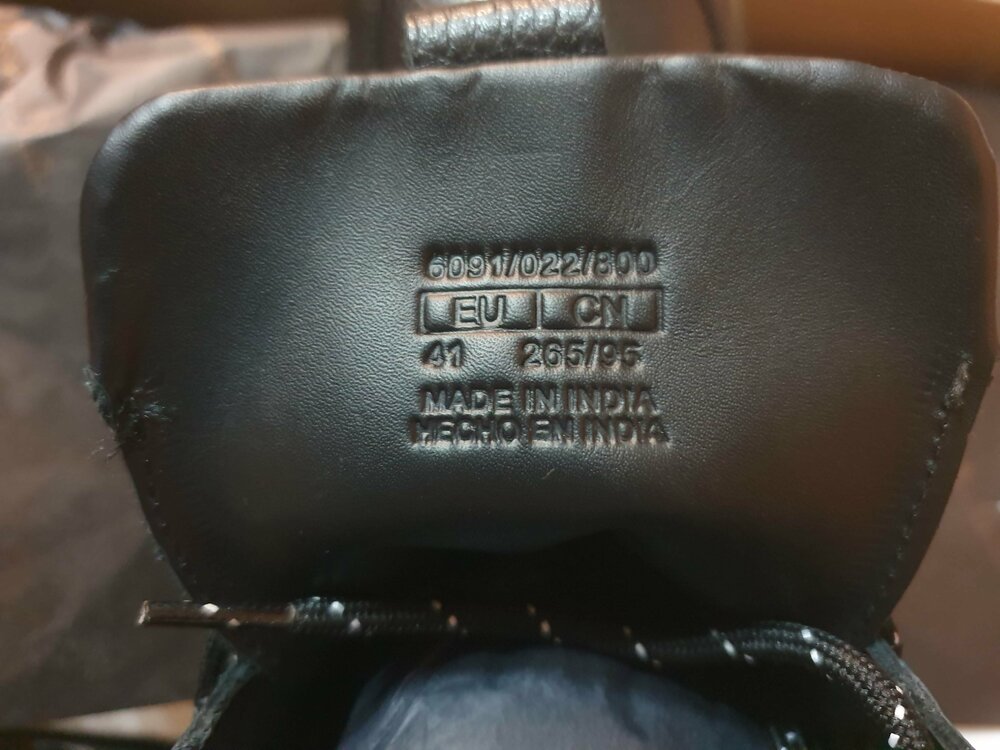 6091/022/800
EU CN
41 265/95
MADE IN INDIA
HECHO EN INDIA